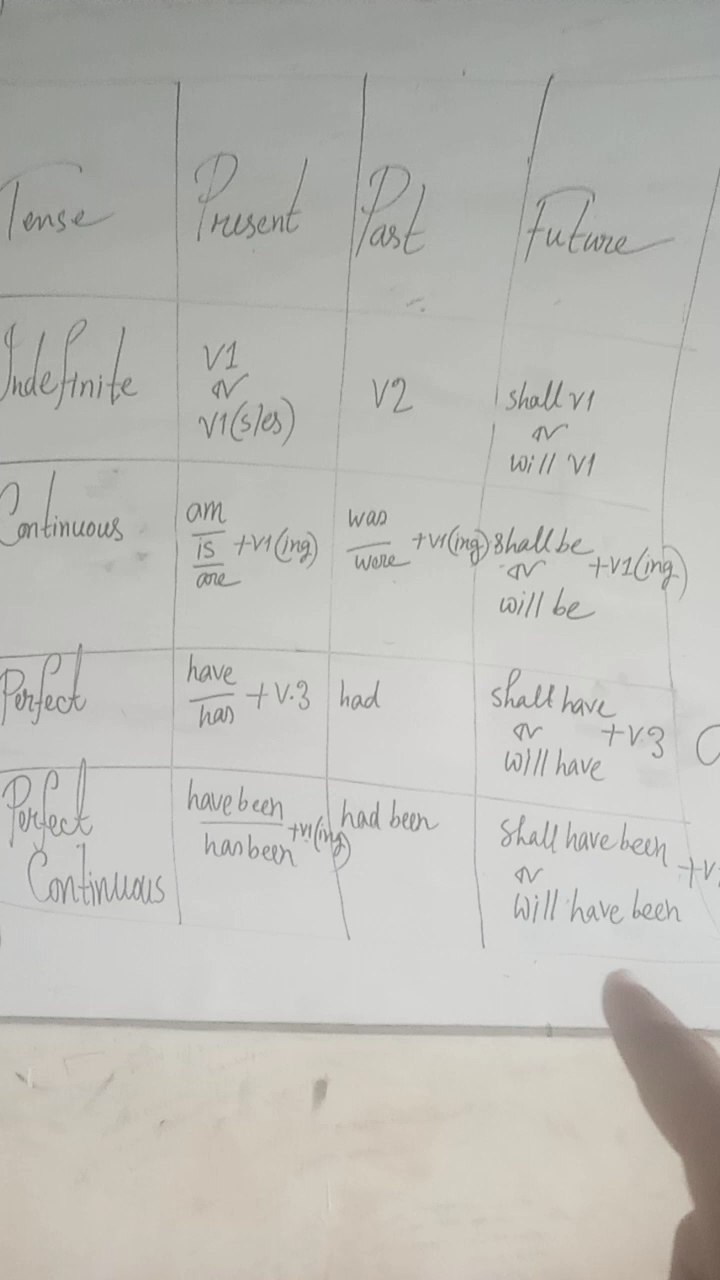 Tense Present Past Future
Indefinite V1 or V1(s/es) V2 shall V1 or will V1
Continuous am is are +V1(ing) was were +V1(ing) shall be or will be +V1(ing)
Perfect have has +V.3 had shall have or will have +V3
Perfect Continuous have been has been +V1(ing) had been shall have been or will have been